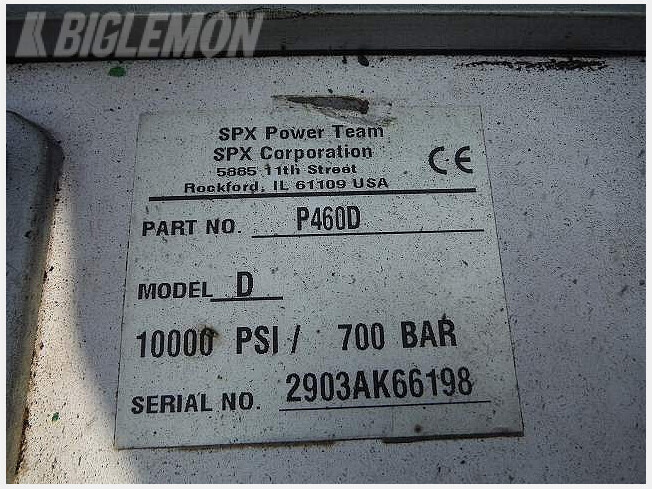 BIGLEMON
SPX Power Team
SPX Corporation
5885 11th Street
Rockford, IL 61109 USA
CE
PART NO. P460D
MODEL D
10000 PSI / 700 BAR
SERIAL NO. 2903AK66198